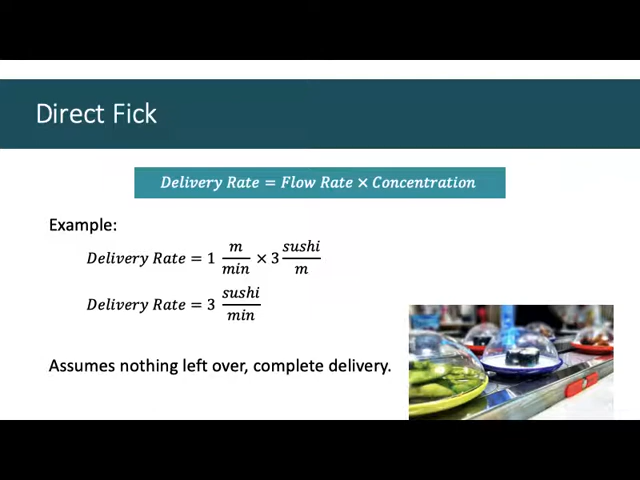 Direct Fick
Delivery Rate = Flow Rate × Concentration
Example:
Delivery Rate = 1 m/min × 3 sushi/m
Delivery Rate = 3 sushi/min
Assumes nothing left over, complete delivery.